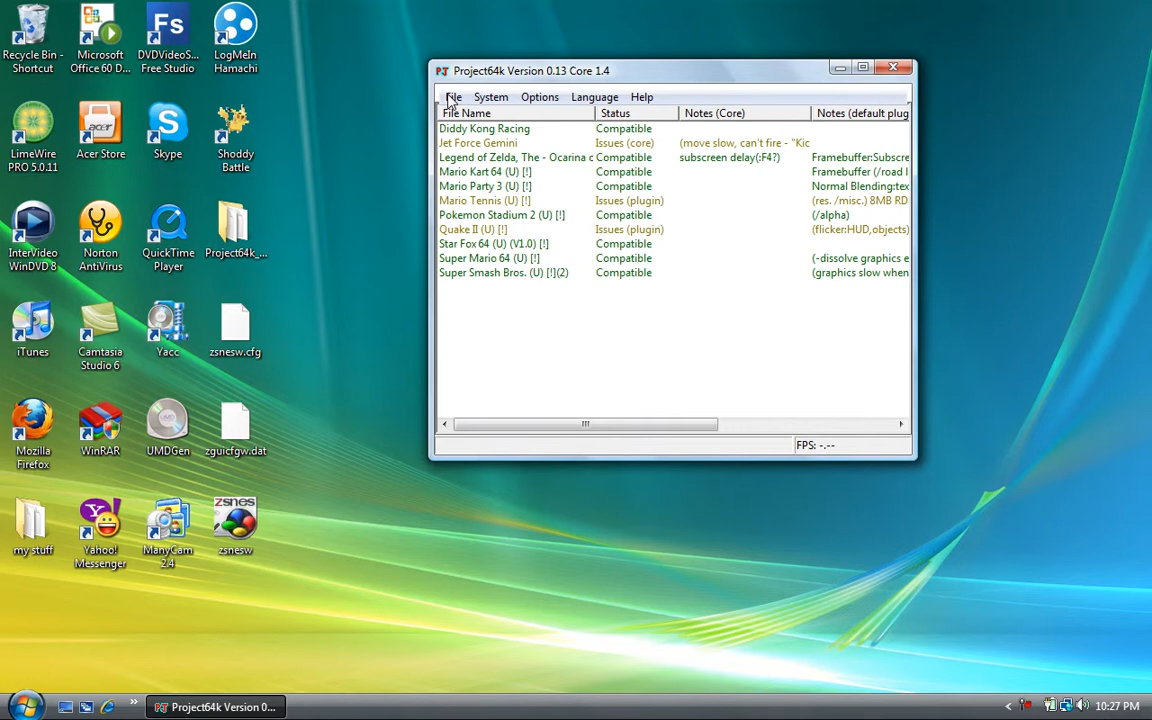 Recycle Bin -
Shortcut
Microsoft
Office 60 D...
Fs
DVDVideoS...
Free Studio
LogMeIn
Hamachi
LimeWire
PRO 5.0.11
acer
Acer Store
Skype
Shoddy
Battle
InterVideo
WinDVD 8
Norton
AntiVirus
QuickTime
Player
Project64k_...
iTunes
Camtasia
Studio 6
Yacc
zsnesw.cfg
Mozilla
Firefox
WinRAR
UMDGen
zguicfgw.dat
my stuff
Yahoo!
Messenger
ManyCam
2.4
zsnes
zsnesw
Project64k Version 0.13 Core 1.4
File System Options Language Help
File Name Status Notes (Core) Notes (default plug
Diddy Kong Racing Compatible
Jet Force Gemini Issues (core) (move slow, can't fire - "Kic
Legend of Zelda, The - Ocarina c Compatible subscreen delay(:F4?) Framebuffer:Subscre
Mario Kart 64 (U) [!] Compatible Framebuffer (/road l
Mario Party 3 (U) [!] Compatible Normal Blending:tex
Mario Tennis (U) [!] Issues (plugin) (res. /misc.) 8MB RD
Pokemon Stadium 2 (U) [!] Compatible (/alpha)
Quake II (U) [!] Issues (plugin) (flicker:HUD,objects)
Star Fox 64 (U) (V1.0) [!] Compatible
Super Mario 64 (U) [!] Compatible (-dissolve graphics e
Super Smash Bros. (U) [!](2) Compatible (graphics slow when
FPS: -.--
Project64k Version 0...
10:27 PM